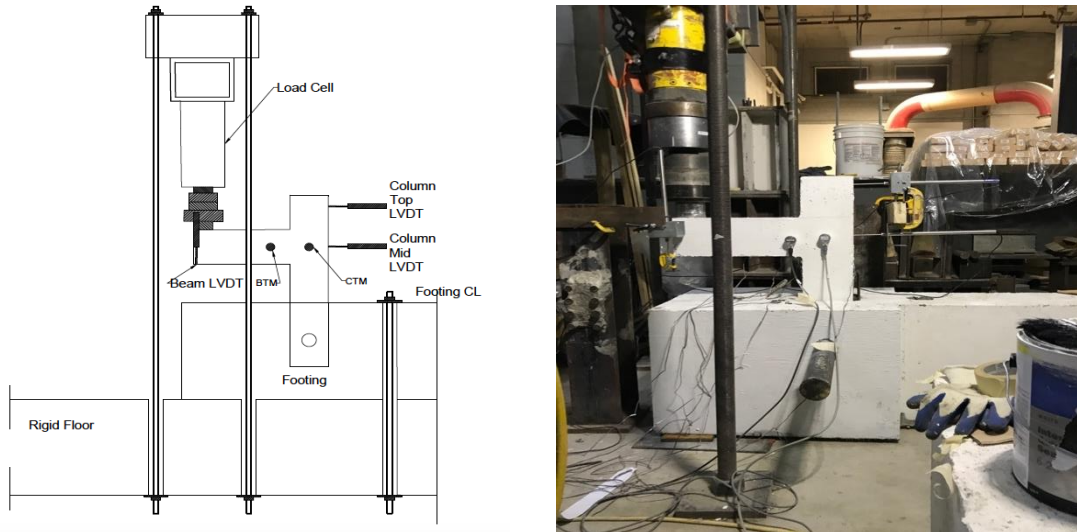 Load Cell
Column
Top
LVDT
Column
Mid
LVDT
Beam LVDT
BTM
CTM
Footing CL
Footing
Rigid Floor